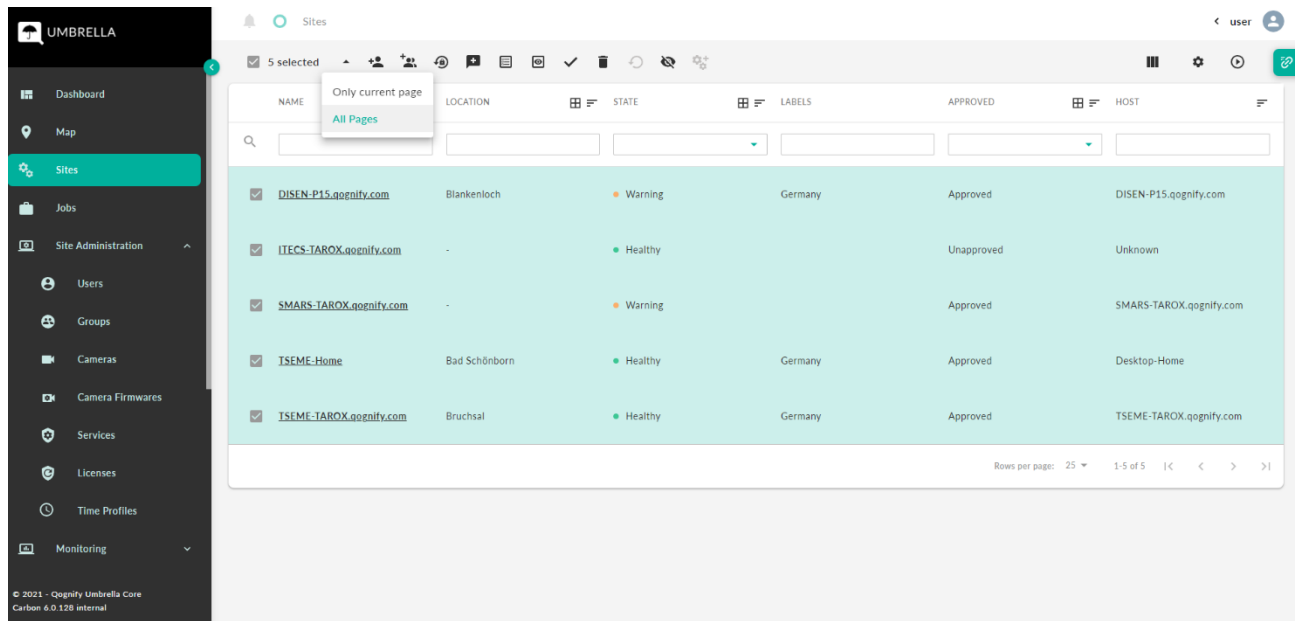 UMBRELLA
Sites
user
5 selected
Only current page
All Pages
NAME LOCATION STATE LABELS APPROVED HOST
Dashboard
Map
Sites
Jobs
Site Administration
Users
Groups
Cameras
Camera Firmwares
Services
Licenses
Time Profiles
Monitoring
DISEN-P15.qognify.com Blankenloch Warning Germany Approved DISEN-P15.qognify.com
ITECS-TAROX.qognify.com - Healthy Unapproved Unknown
SMARS-TAROX.qognify.com - Warning Approved SMARS-TAROX.qognify.com
TSEME-Home Bad Schönborn Healthy Germany Approved Desktop-Home
TSEME-TAROX.qognify.com Bruchsal Healthy Germany Approved TSEME-TAROX.qognify.com
Rows per page: 25 1-5 of 5
© 2021 - Qognify Umbrella Core
Carbon 6.0.128 internal